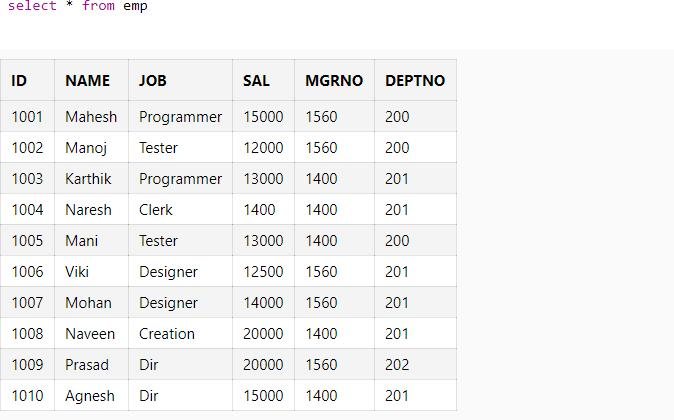 select * from emp
ID NAME JOB SAL MGRNO DEPTNO
1001 Mahesh Programmer 15000 1560 200
1002 Manoj Tester 12000 1560 200
1003 Karthik Programmer 13000 1400 201
1004 Naresh Clerk 1400 1400 201
1005 Mani Tester 13000 1400 200
1006 Viki Designer 12500 1560 201
1007 Mohan Designer 14000 1560 201
1008 Naveen Creation 20000 1400 201
1009 Prasad Dir 20000 1560 202
1010 Agnesh Dir 15000 1400 201